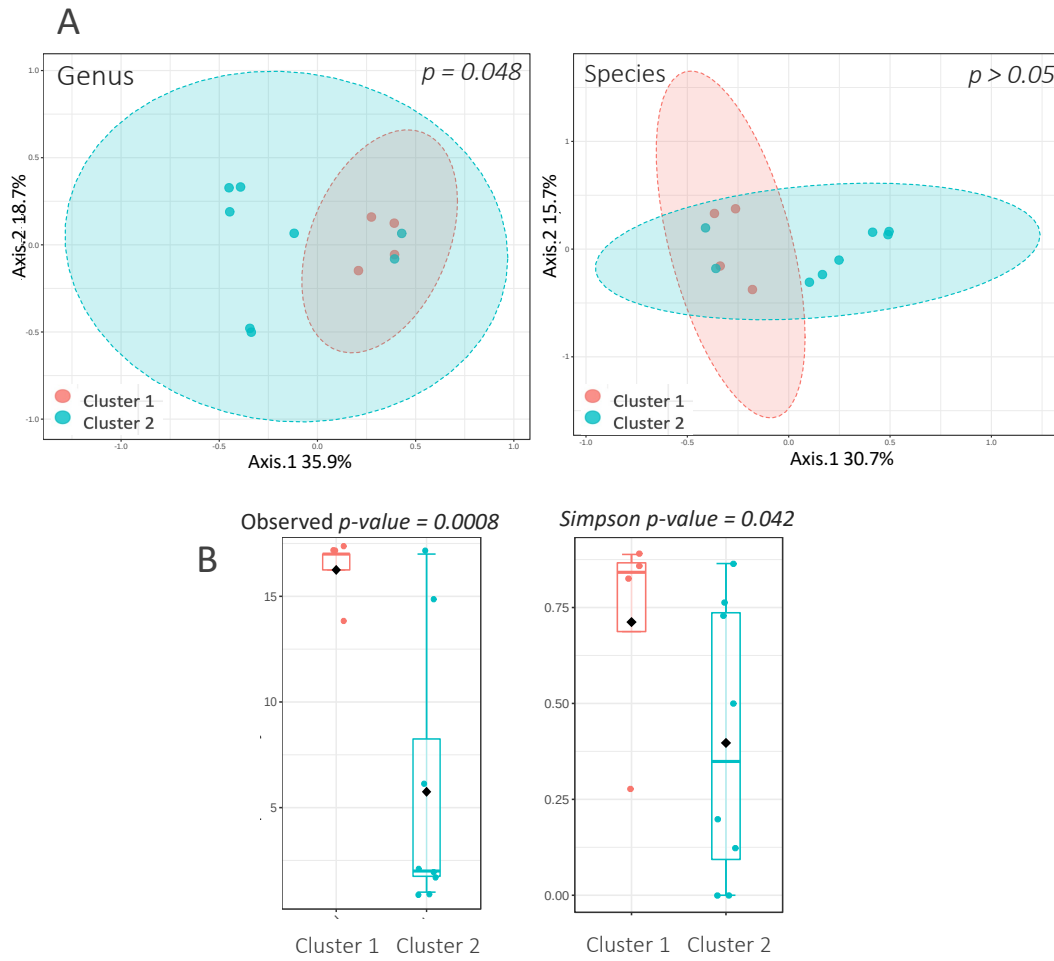 A
Genus
p = 0.048
1.0
0.5
0.0
-0.5
-1.0
Axis.2 18.7%
Cluster 1
Cluster 2
-1.0
-0.5
0.0
0.5
1.0
Axis.1 35.9%
Species
p > 0.05
1
0
-1
Axis.2 15.7%
Cluster 1
Cluster 2
-1.0
-0.5
0.0
0.5
1.0
Axis.1 30.7%
B
Observed p-value = 0.0008
15
10
5
Cluster 1
Cluster 2
Simpson p-value = 0.042
0.75
0.50
0.25
0.00
Cluster 1
Cluster 2